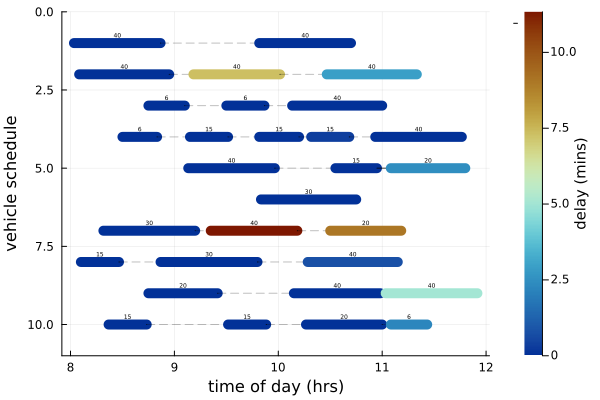 0.0
40 40
40 40 40
2.5
6 6 40
6 15 15 15 40
5.0
40 15 20
30
7.5
30 40 20
15 30 40
20 40 40
10.0
15 15 20 6
8 9 10 11 12
time of day (hrs)
vehicle schedule
10.0
7.5
5.0
2.5
0
delay (mins)